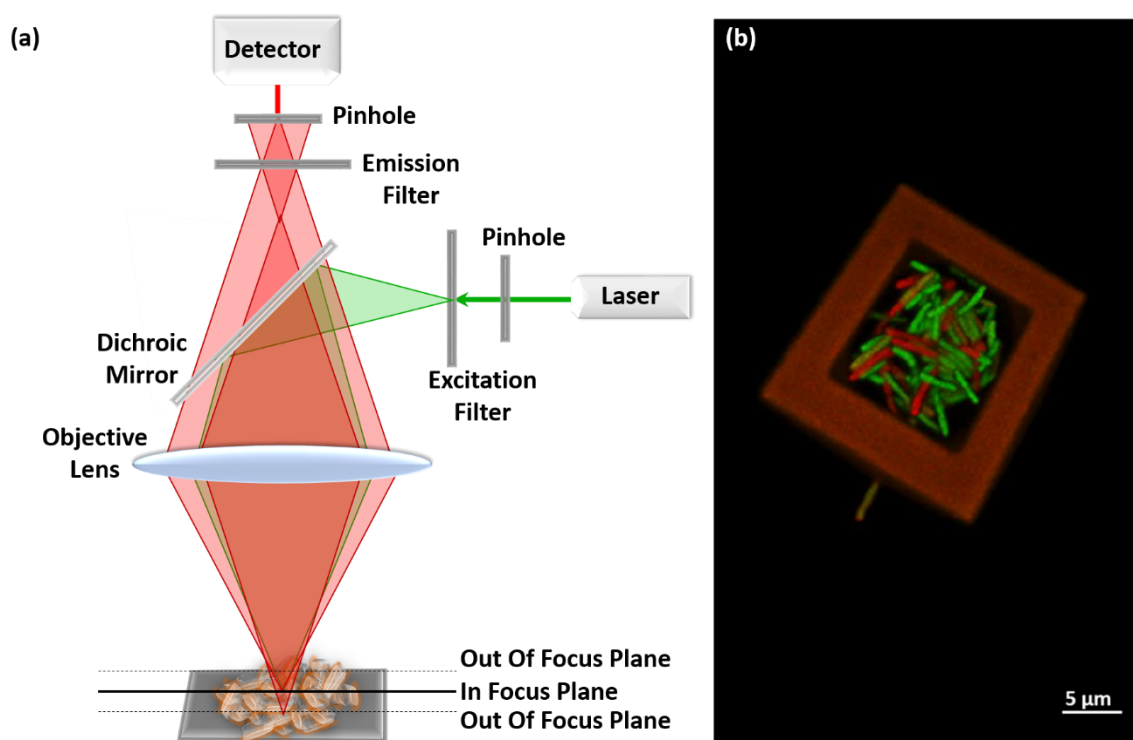 (a)
Detector
Pinhole
Emission
Filter
Pinhole
Laser
Dichroic
Mirror
Excitation
Filter
Objective
Lens
Out Of Focus Plane
In Focus Plane
Out Of Focus Plane
(b)
5 µm